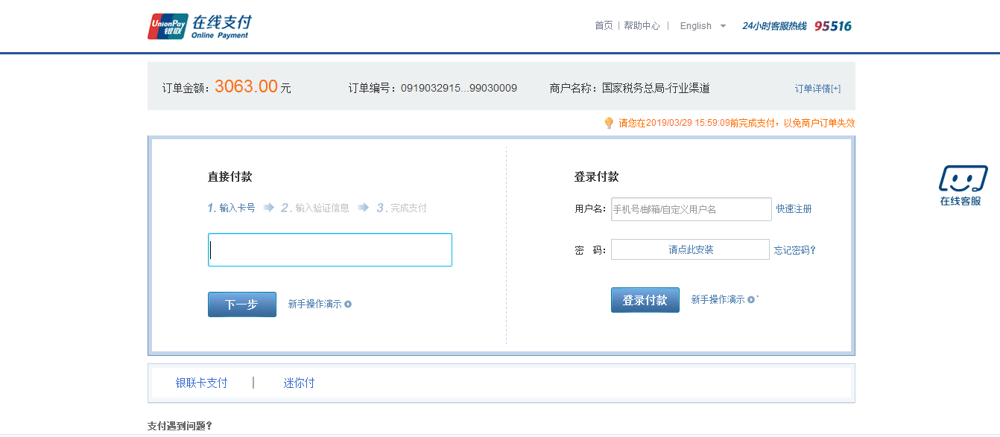 UnionPay 银联 在线支付 Online Payment
首页 | 帮助中心 | English 24小时客服热线 95516
订单金额：3063.00元 订单编号：0919032915...99030009 商户名称：国家税务总局-行业渠道 订单详情[+]
请您在2019/03/29 15:59:09前完成支付，以免商户订单失效
直接付款
1. 输入卡号 2. 输入验证信息 3. 完成支付
下一步 新手操作演示
登录付款
用户名： 手机号/邮箱/自定义用户名 快速注册
密 码： 请点此安装 忘记密码？
登录付款 新手操作演示
在线客服
银联卡支付 | 迷你付
支付遇到问题？